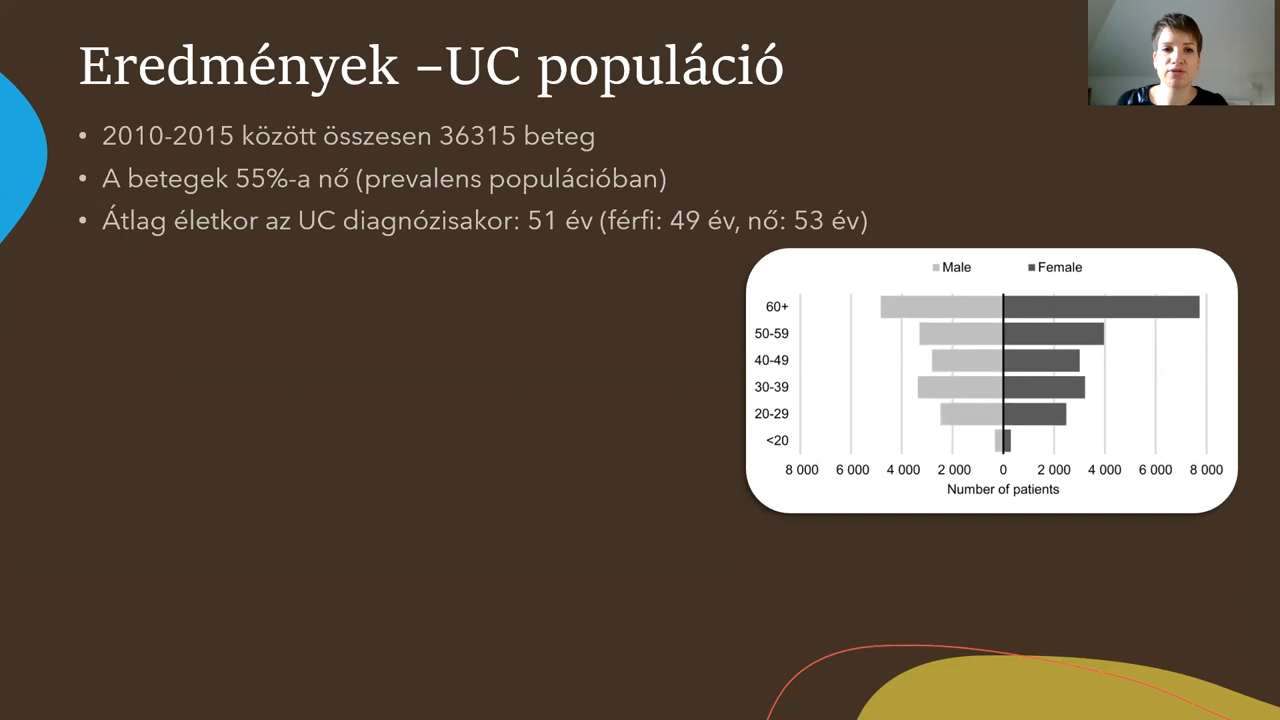 Eredmények –UC populáció
• 2010-2015 között összesen 36315 beteg
• A betegek 55%-a nő (prevalens populációban)
• Átlag életkor az UC diagnózisakor: 51 év (férfi: 49 év, nő: 53 év)
Male Female
60+
50-59
40-49
30-39
20-29
<20
8 000 6 000 4 000 2 000 0 2 000 4 000 6 000 8 000
Number of patients